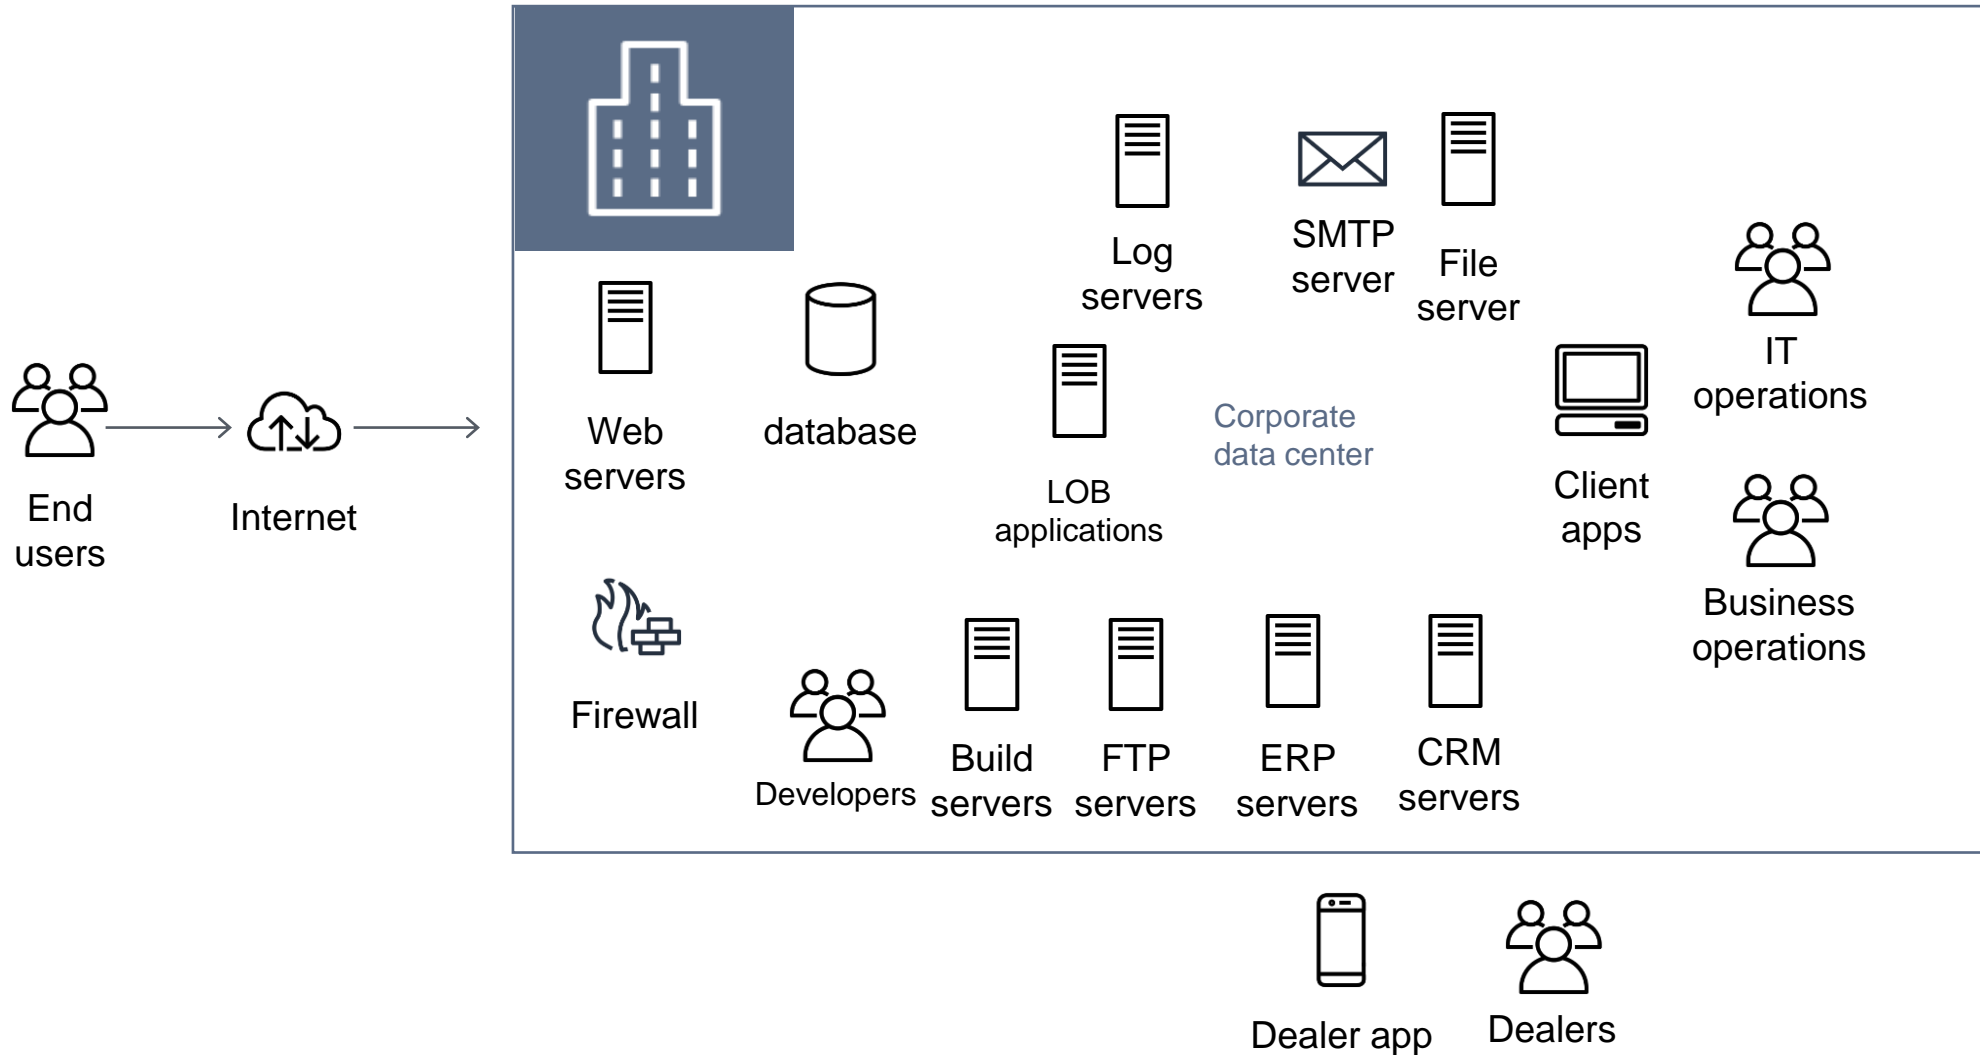 Log
servers
SMTP
server
File
server
IT
operations
Web
servers
database
LOB
applications
Corporate
data center
Client
apps
End
users
Internet
Business
operations
Firewall
Developers
Build
servers
FTP
servers
ERP
servers
CRM
servers
Dealer app
Dealers